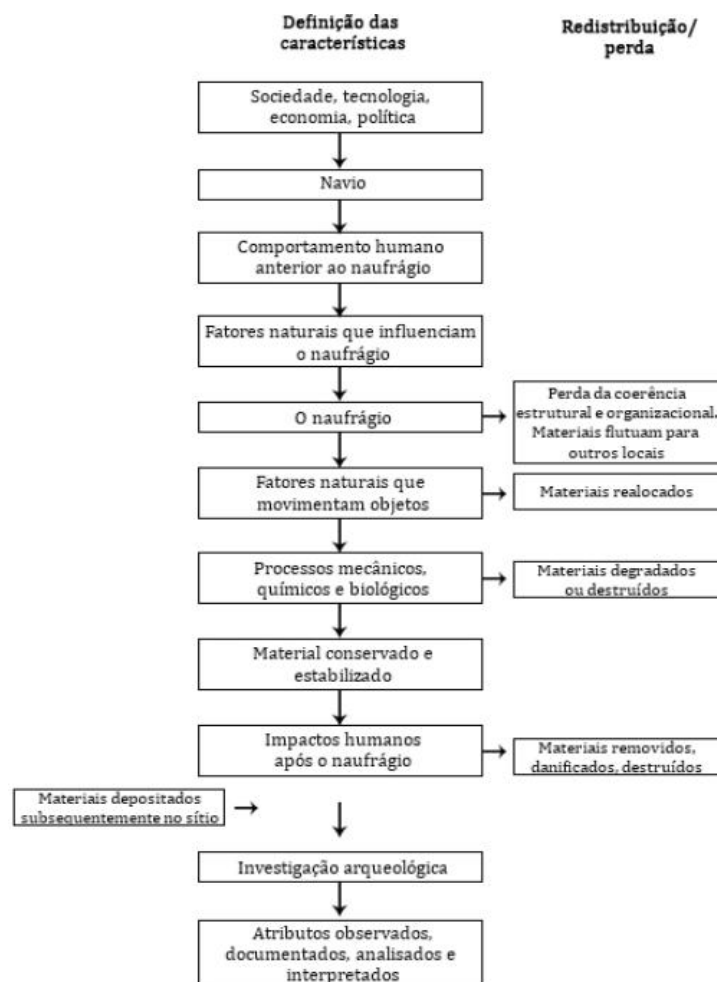 Definição das
características
Redistribuição/
perda
Sociedade, tecnologia,
economia, política
Navio
Comportamento humano
anterior ao naufrágio
Fatores naturais que influenciam
o naufrágio
O naufrágio
Perda da coerência
estrutural e organizacional.
Materiais flutuam para
outros locais
Fatores naturais que
movimentam objetos
Materiais realocados
Processos mecânicos,
químicos e biológicos
Materiais degradados
ou destruídos
Material conservado e
estabilizado
Impactos humanos
após o naufrágio
Materiais removidos,
danificados, destruídos
Materiais depositados
subsequentemente no sítio
Investigação arqueológica
Atributos observados,
documentados, analisados e
interpretados